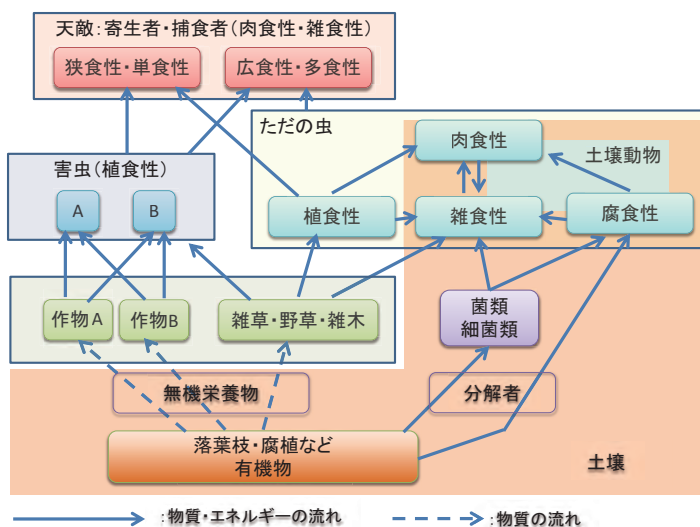 天敵：寄生者・捕食者（肉食性・雑食性）
狭食性・単食性
広食性・多食性
ただの虫
肉食性
土壌動物
害虫（植食性）
A
B
植食性
雑食性
腐食性
作物A
作物B
雑草・野草・雑木
菌類
細菌類
無機栄養物
分解者
落葉枝・腐植など
有機物
土壌
:物質・エネルギーの流れ
:物質の流れ